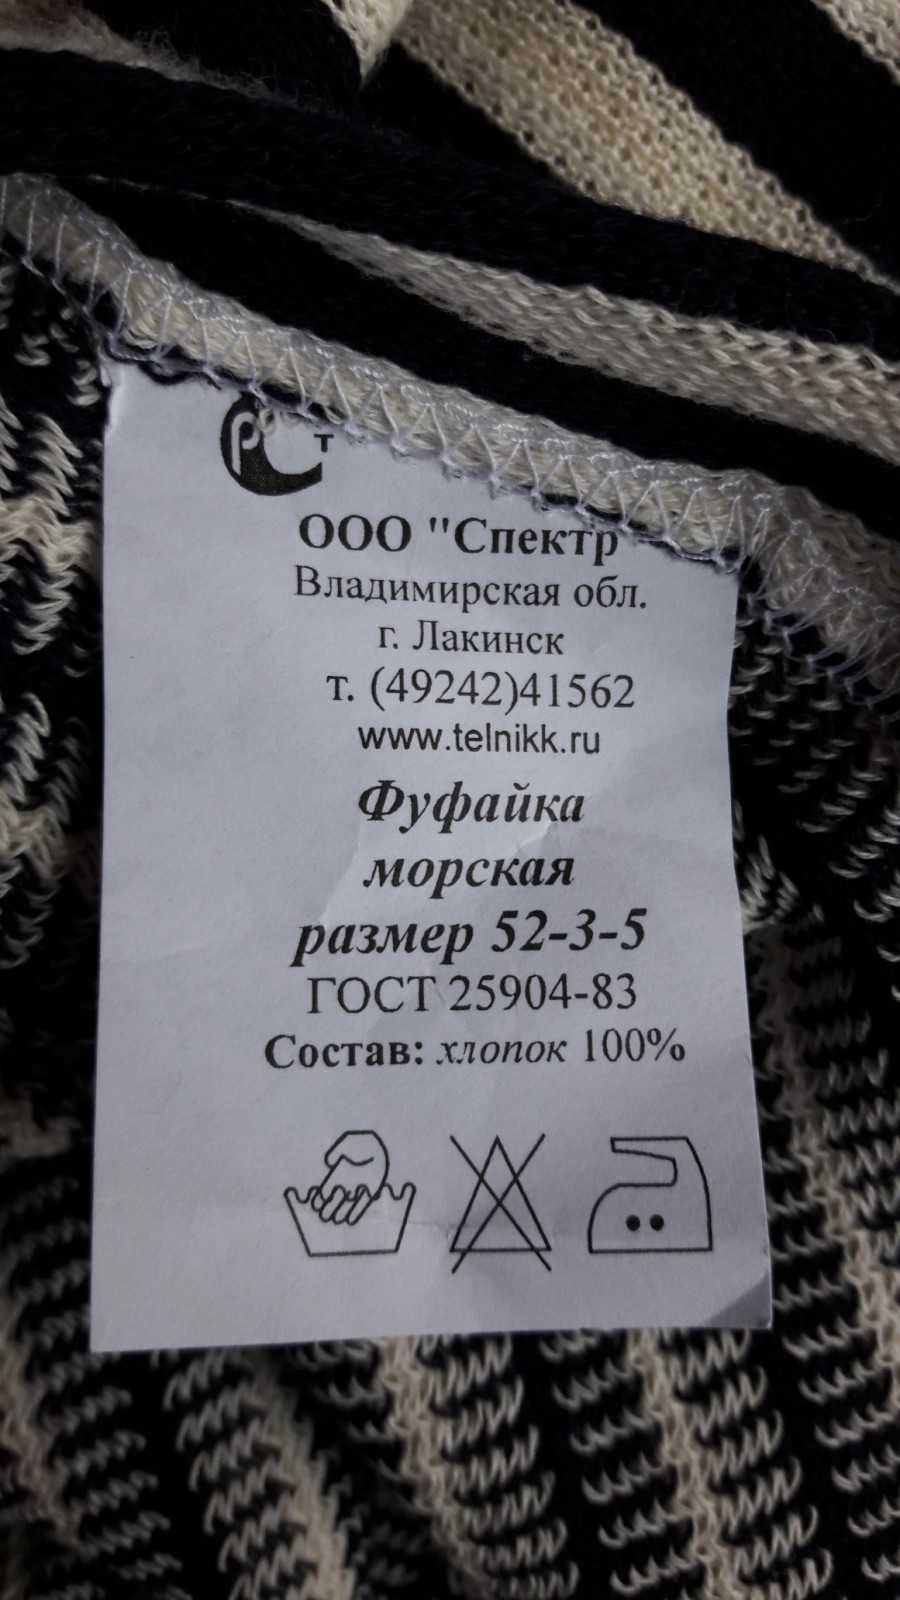 РСТ
ООО "Спектр"
Владимирская обл.
г. Лакинск
т. (49242)41562
www.telnikk.ru
Фуфайка
морская
размер 52-3-5
ГОСТ 25904-83
Состав: хлопок 100%